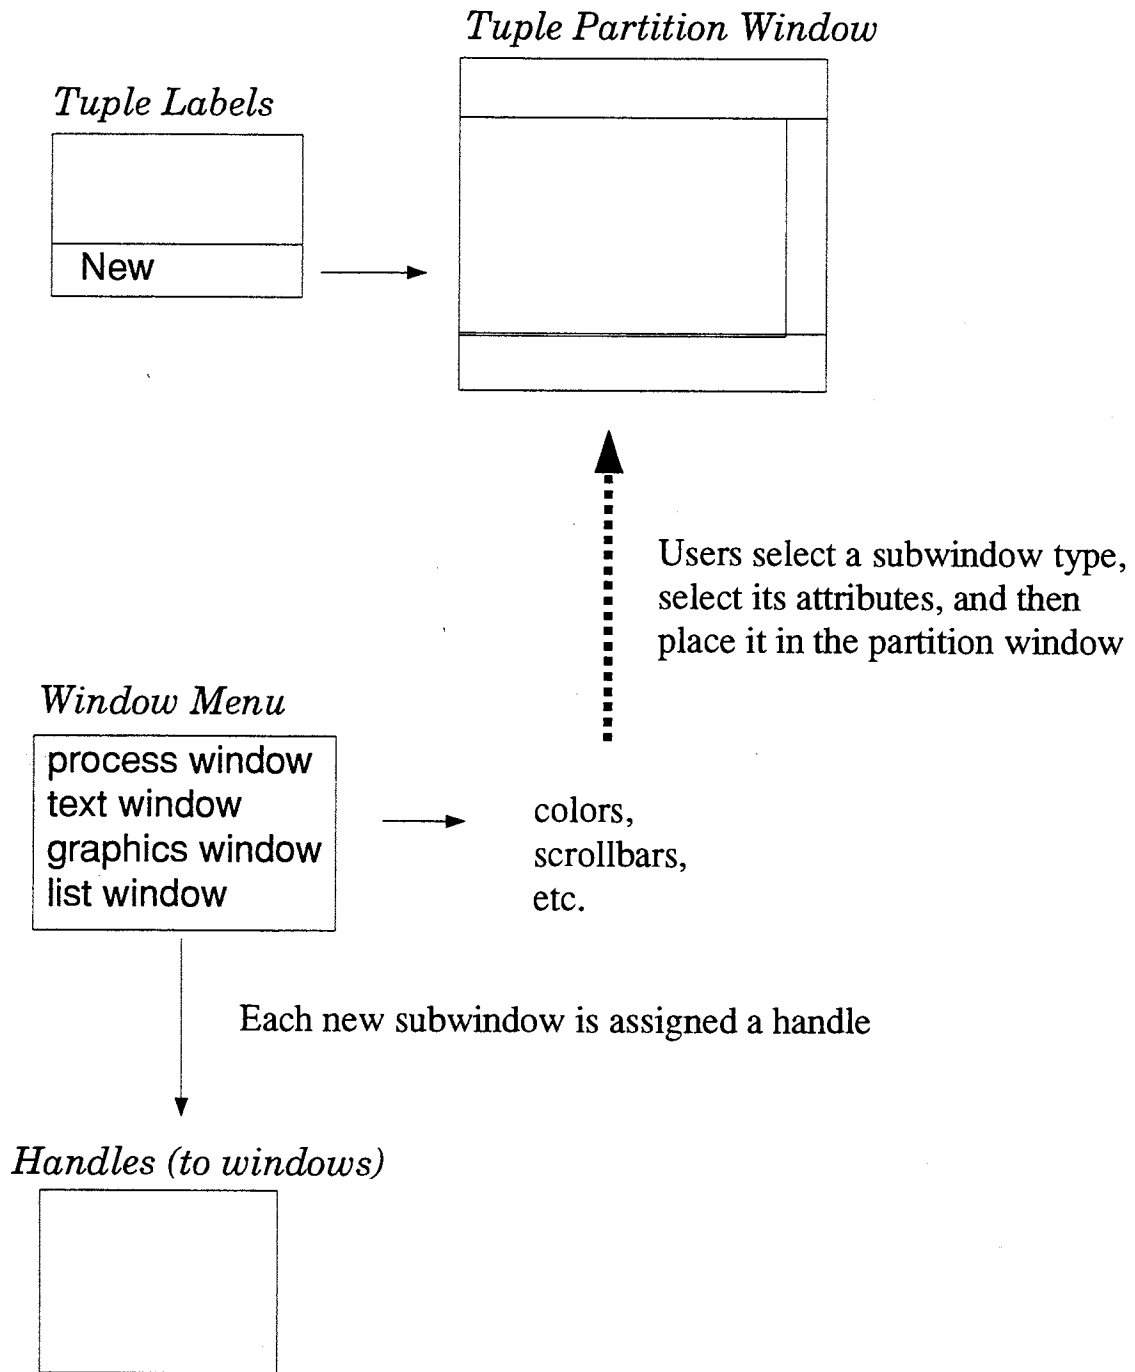 Tuple Partition Window
Tuple Labels
New
Users select a subwindow type,
select its attributes, and then
place it in the partition window
Window Menu
process window
text window
graphics window
list window
colors,
scrollbars,
etc.
Each new subwindow is assigned a handle
Handles (to windows)